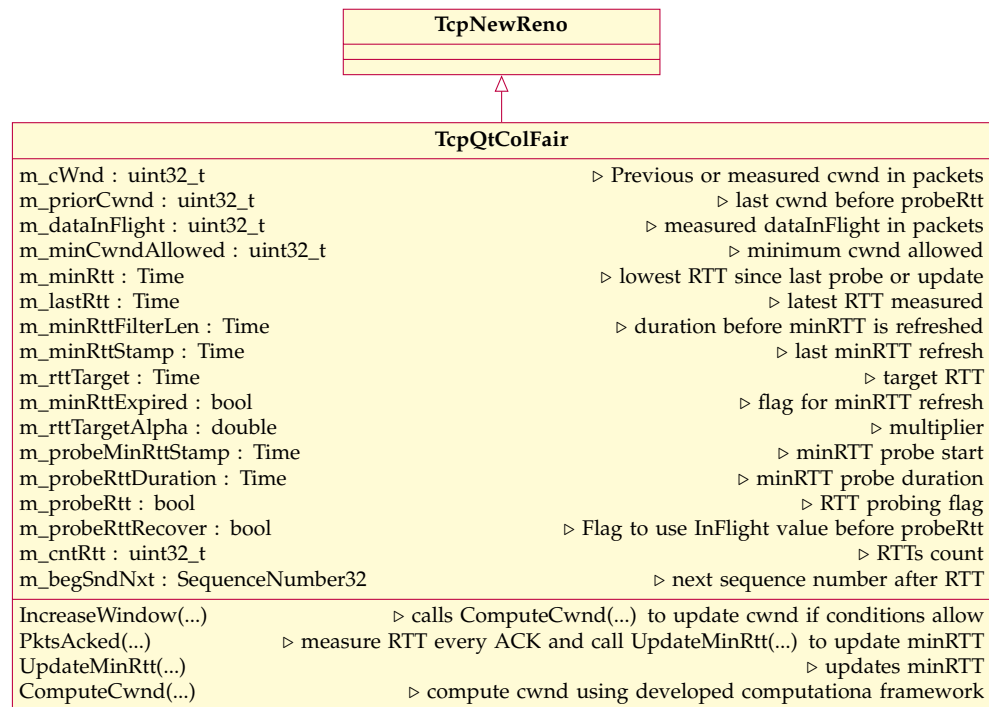 TcpNewReno
TcpQtColFair
m_cWnd : uint32_t ▷ Previous or measured cwnd in packets
m_priorCwnd : uint32_t ▷ last cwnd before probeRtt
m_dataInFlight : uint32_t ▷ measured dataInFlight in packets
m_minCwndAllowed : uint32_t ▷ minimum cwnd allowed
m_minRtt : Time ▷ lowest RTT since last probe or update
m_lastRtt : Time ▷ latest RTT measured
m_minRttFilterLen : Time ▷ duration before minRTT is refreshed
m_minRttStamp : Time ▷ last minRTT refresh
m_rttTarget : Time ▷ target RTT
m_minRttExpired : bool ▷ flag for minRTT refresh
m_rttTargetAlpha : double ▷ multiplier
m_probeMinRttStamp : Time ▷ minRTT probe start
m_probeRttDuration : Time ▷ minRTT probe duration
m_probeRtt : bool ▷ RTT probing flag
m_probeRttRecover : bool ▷ Flag to use InFlight value before probeRtt
m_cntRtt : uint32_t ▷ RTTs count
m_begSndNxt : SequenceNumber32 ▷ next sequence number after RTT
IncreaseWindow(...) ▷ calls ComputeCwnd(...) to update cwnd if conditions allow
PktsAcked(...) ▷ measure RTT every ACK and call UpdateMinRtt(...) to update minRTT
UpdateMinRtt(...) ▷ updates minRTT
ComputeCwnd(...) ▷ compute cwnd using developed computationa framework